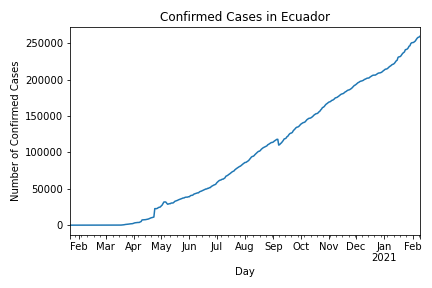 Confirmed Cases in Ecuador
Number of Confirmed Cases
250000
200000
150000
100000
50000
0
Feb Mar Apr May Jun Jul Aug Sep Oct Nov Dec Jan Feb
2021
Day